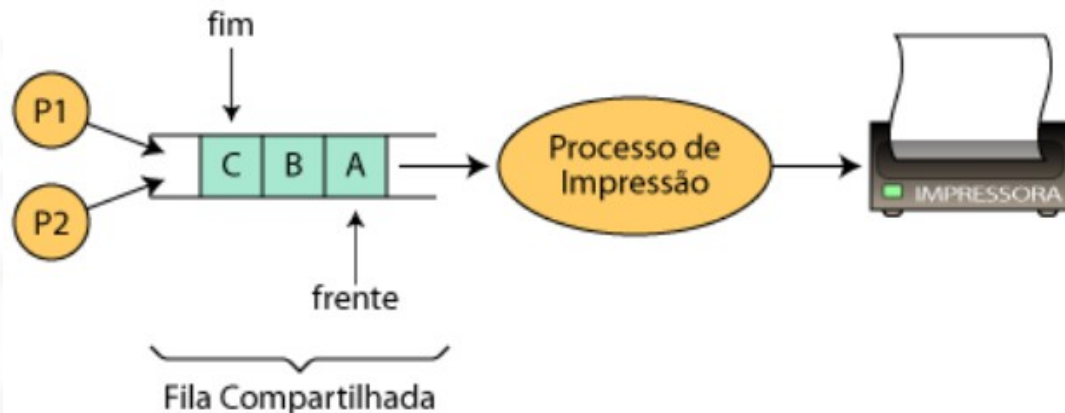 fim
P1
P2
C B A
frente
Fila Compartilhada
Processo de
Impressão
IMPRESSORA